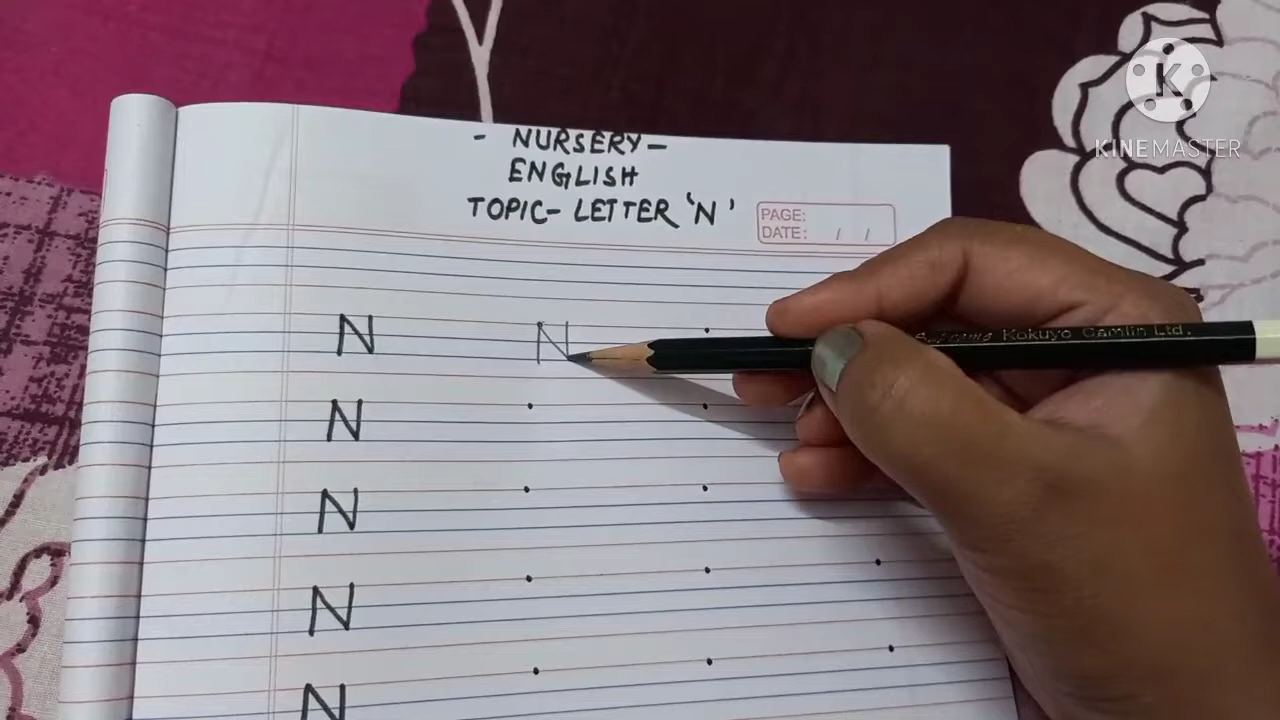 - NURSERY -
ENGLISH
TOPIC- LETTER 'N'
PAGE:
DATE: / /
N N
N
N
N
N
Kokuyo Camlin Ltd.
K
KINEMASTER